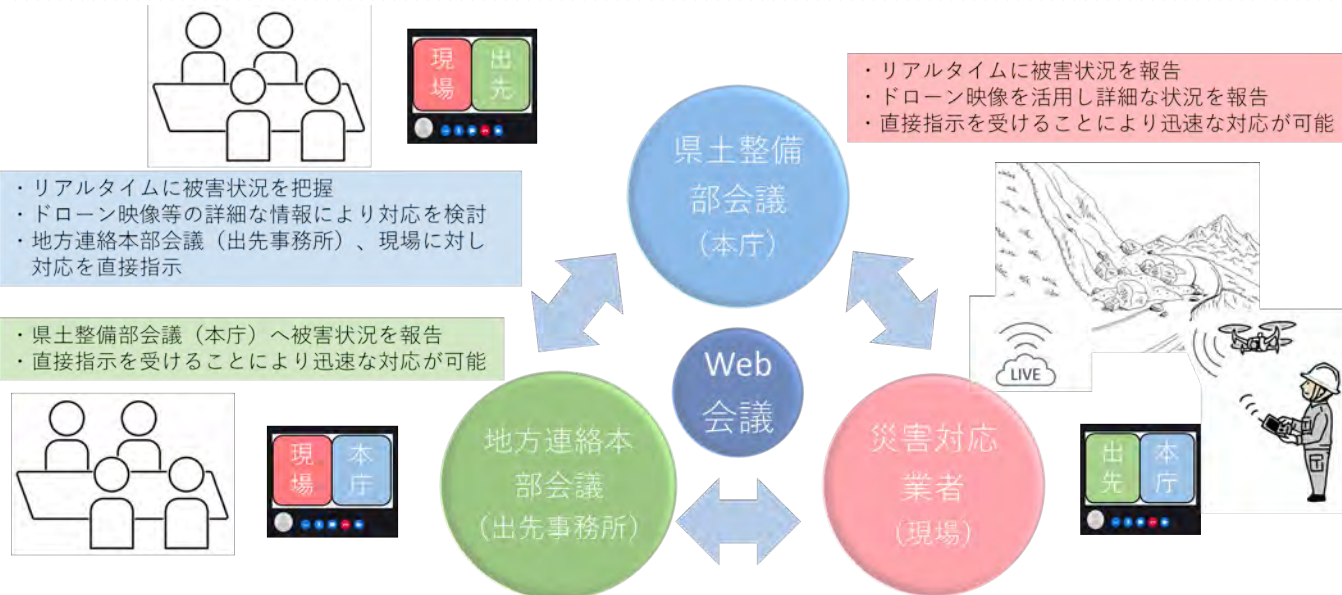 現
場
出
先
・リアルタイムに被害状況を報告
・ドローン映像を活用し詳細な状況を報告
・直接指示を受けることにより迅速な対応が可能
県土整備
部会議
(本庁)
・リアルタイムに被害状況を把握
・ドローン映像等の詳細な情報により対応を検討
・地方連絡本部会議（出先事務所）、現場に対し
対応を直接指示
・県土整備部会議（本庁）へ被害状況を報告
・直接指示を受けることにより迅速な対応が可能
Web
会議
LIVE
現
場
本
庁
地方連絡本
部会議
(出先事務所)
災害対応
業者
(現場)
出
先
本
庁